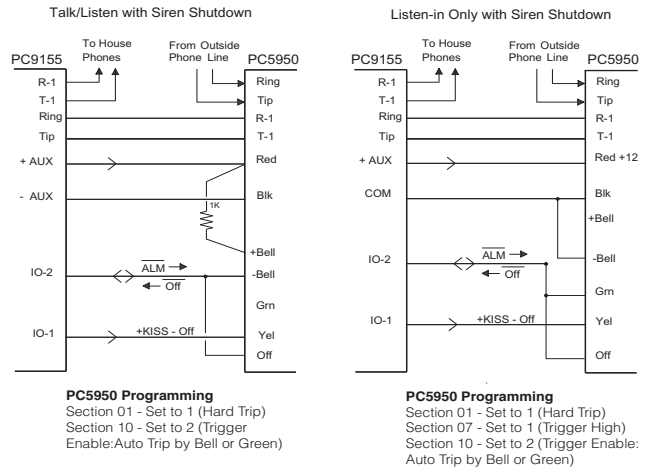 Talk/Listen with Siren Shutdown
To House Phones
From Outside Phone Line
PC9155
PC5950
R-1
Ring
T-1
Tip
Ring
R-1
Tip
T-1
+ AUX
Red
- AUX
1K
Blk
+Bell
IO-2
ALM
-Bell
Off
Grn
IO-1
+KISS - Off
Yel
Off
PC5950 Programming
Section 01 - Set to 1 (Hard Trip)
Section 10 - Set to 2 (Trigger
Enable:Auto Trip by Bell or Green)
Listen-in Only with Siren Shutdown
To House Phones
From Outside Phone Line
PC9155
PC5950
R-1
Ring
T-1
Tip
Ring
R-1
Tip
T-1
+ AUX
Red +12
COM
Blk
+Bell
IO-2
ALM
-Bell
Off
Grn
IO-1
+KISS - Off
Yel
Off
PC5950 Programming
Section 01 - Set to 1 (Hard Trip)
Section 07 - Set to 1 (Trigger High)
Section 10 - Set to 2 (Trigger Enable:
Auto Trip by Bell or Green)